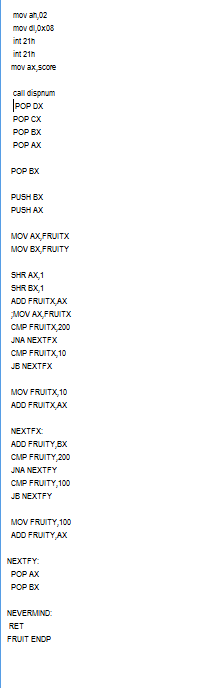 mov ah,02
mov dl,0x08
int 21h
int 21h
mov ax,score
call dispnum
POP DX
POP CX
POP BX
POP AX
POP BX
PUSH BX
PUSH AX
MOV AX,FRUITX
MOV BX,FRUITY
SHR AX,1
SHR BX,1
ADD FRUITX,AX
;MOV AX,FRUITX
CMP FRUITX,200
JNA NEXTFX
CMP FRUITX,10
JB NEXTFX
MOV FRUITX,10
ADD FRUITX,AX
NEXTFX:
ADD FRUITY,BX
CMP FRUITY,200
JNA NEXTFY
CMP FRUITY,100
JB NEXTFY
MOV FRUITY,100
ADD FRUITY,AX
NEXTFY:
POP AX
POP BX
NEVERMIND:
RET
FRUIT ENDP